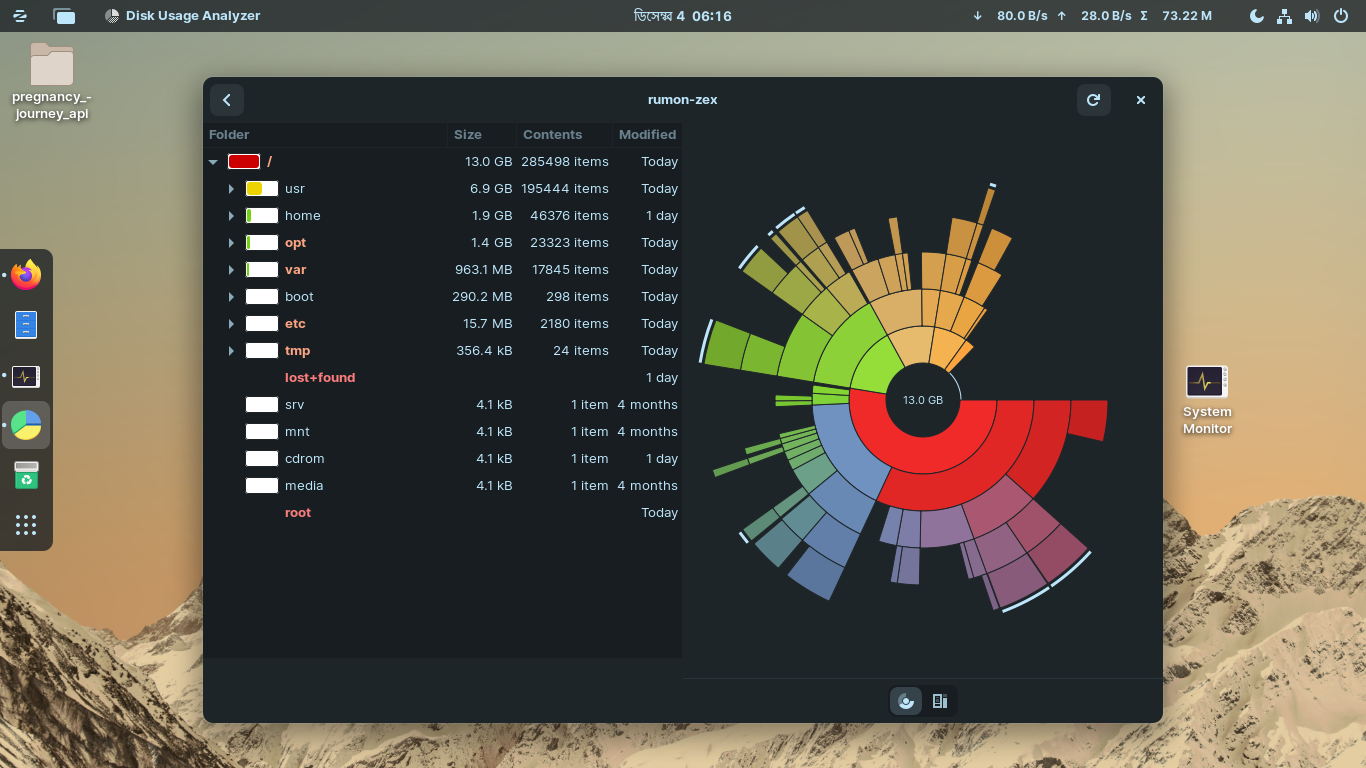 Disk Usage Analyzer
ডিসেম্বর 4 06:16
↓ 80.0 B/s ↑ 28.0 B/s Σ 73.22 M
pregnancy_-
journey_api
rumon-zex
Folder Size Contents Modified
/ 13.0 GB 285498 items Today
usr 6.9 GB 195444 items Today
home 1.9 GB 46376 items 1 day
opt 1.4 GB 23323 items Today
var 963.1 MB 17845 items Today
boot 290.2 MB 298 items Today
etc 15.7 MB 2180 items Today
tmp 356.4 kB 24 items Today
lost+found 1 day
srv 4.1 kB 1 item 4 months
mnt 4.1 kB 1 item 4 months
cdrom 4.1 kB 1 item 1 day
media 4.1 kB 1 item 4 months
root Today
13.0 GB
System
Monitor